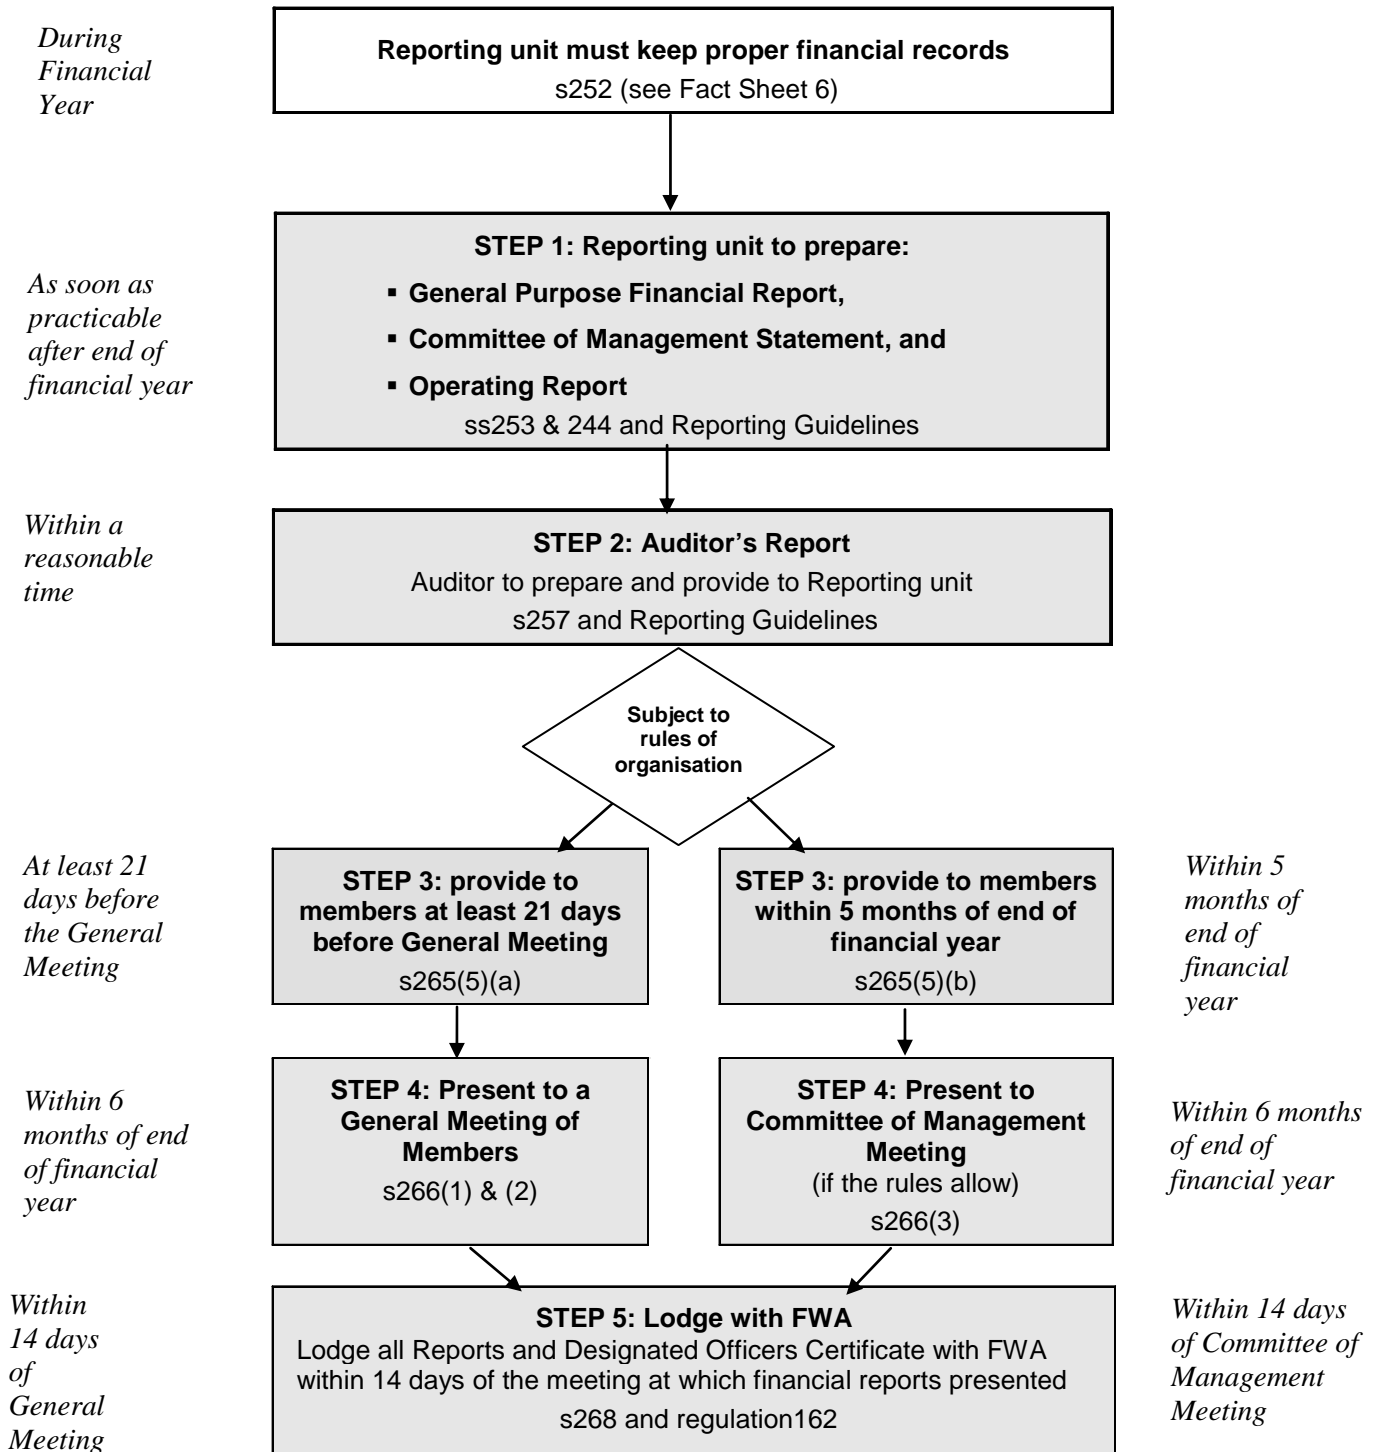 During
Financial
Year
Reporting unit must keep proper financial records
s252 (see Fact Sheet 6)
As soon as
practicable
after end of
financial year
STEP 1: Reporting unit to prepare:
▪ General Purpose Financial Report,
▪ Committee of Management Statement, and
▪ Operating Report
ss253 & 244 and Reporting Guidelines
Within a
reasonable
time
STEP 2: Auditor’s Report
Auditor to prepare and provide to Reporting unit
s257 and Reporting Guidelines
Subject to
rules of
organisation
At least 21
days before
the General
Meeting
STEP 3: provide to
members at least 21 days
before General Meeting
s265(5)(a)
STEP 3: provide to members
within 5 months of end of
financial year
s265(5)(b)
Within 5
months of
end of
financial
year
Within 6
months of end
of financial
year
STEP 4: Present to a
General Meeting of
Members
s266(1) & (2)
STEP 4: Present to
Committee of Management
Meeting
(if the rules allow)
s266(3)
Within 6 months
of end of
financial year
Within
14 days
of
General
Meeting
STEP 5: Lodge with FWA
Lodge all Reports and Designated Officers Certificate with FWA
within 14 days of the meeting at which financial reports presented
s268 and regulation162
Within 14 days
of Committee of
Management
Meeting